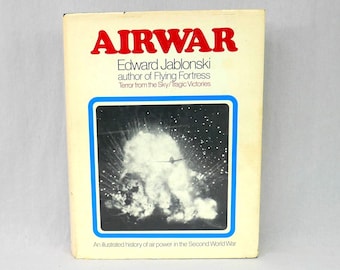 AIRWAR
Edward Jablonski
author of Flying Fortress
Terror from the Sky/Tragic Victories
An illustrated history of air power in the Second World War